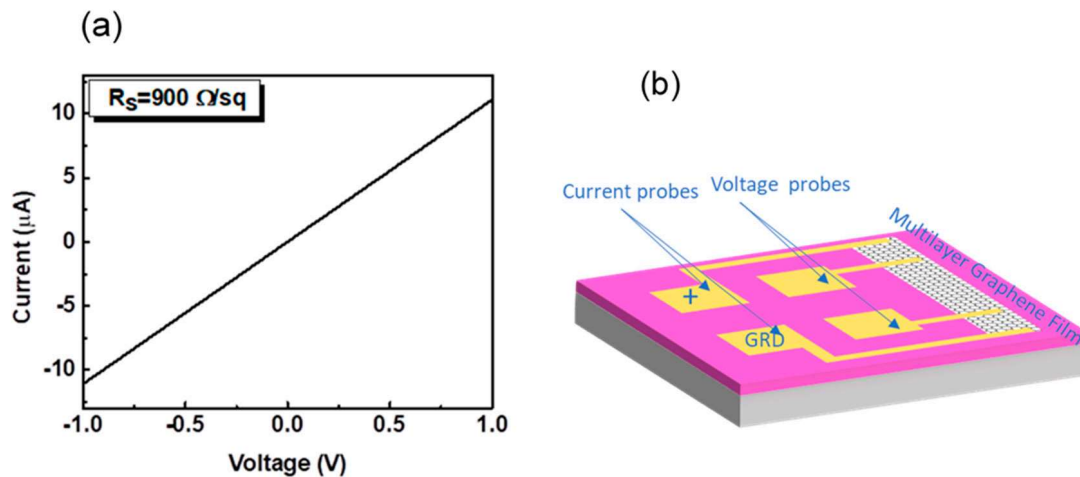 (a)
R_S=900 Ω/sq
10
5
0
-5
-10
Current (μA)
-1.0 -0.5 0.0 0.5 1.0
Voltage (V)
(b)
Current probes
Voltage probes
Multilayer Graphene Film
+
GRD